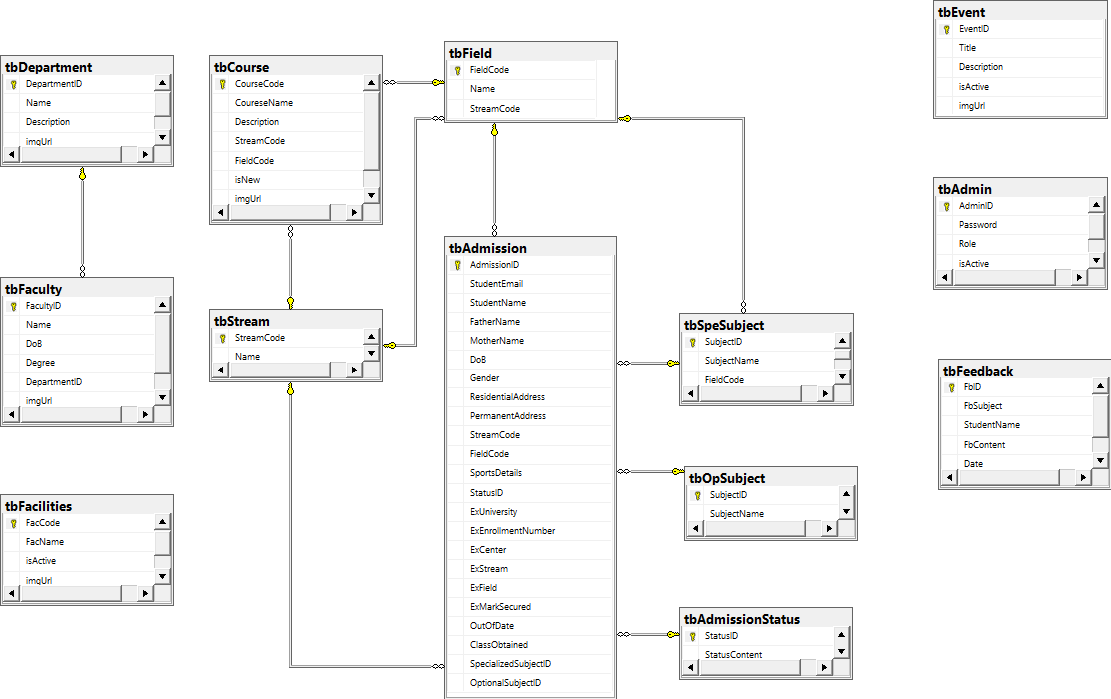 tbDepartment
DepartmentID
Name
Description
imgUrl
tbCourse
CourseCode
CoureseName
Description
StreamCode
FieldCode
isNew
imgUrl
tbField
FieldCode
Name
StreamCode
tbEvent
EventID
Title
Description
isActive
imgUrl
tbAdmin
AdminID
Password
Role
isActive
tbFaculty
FacultyID
Name
DoB
Degree
DepartmentID
imgUrl
tbStream
StreamCode
Name
tbAdmission
AdmissionID
StudentEmail
StudentName
FatherName
MotherName
DoB
Gender
ResidentialAddress
PermanentAddress
StreamCode
FieldCode
SportsDetails
StatusID
ExUniversity
ExEnrollmentNumber
ExCenter
ExStream
ExField
ExMarkSecured
OutOfDate
ClassObtained
SpecializedSubjectID
OptionalSubjectID
tbSpeSubject
SubjectID
SubjectName
FieldCode
tbFeedback
FbID
FbSubject
StudentName
FbContent
Date
tbFacilities
FacCode
FacName
isActive
imgUrl
tbOpSubject
SubjectID
SubjectName
tbAdmissionStatus
StatusID
StatusContent